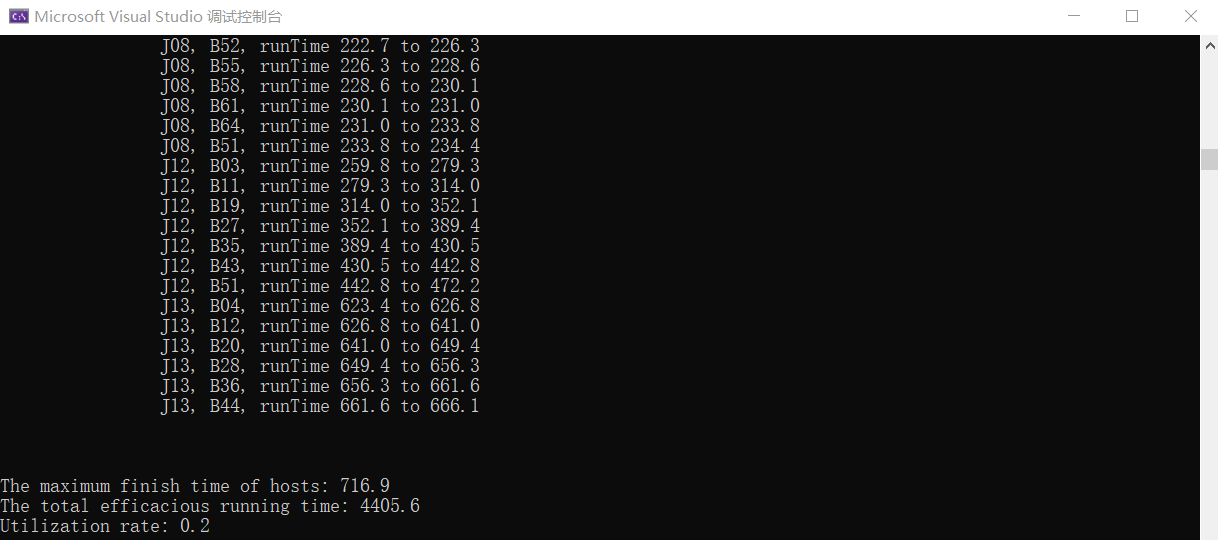 Microsoft Visual Studio 调试控制台
J08, B52, runTime 222.7 to 226.3
J08, B55, runTime 226.3 to 228.6
J08, B58, runTime 228.6 to 230.1
J08, B61, runTime 230.1 to 231.0
J08, B64, runTime 231.0 to 233.8
J08, B51, runTime 233.8 to 234.4
J12, B03, runTime 259.8 to 279.3
J12, B11, runTime 279.3 to 314.0
J12, B19, runTime 314.0 to 352.1
J12, B27, runTime 352.1 to 389.4
J12, B35, runTime 389.4 to 430.5
J12, B43, runTime 430.5 to 442.8
J12, B51, runTime 442.8 to 472.2
J13, B04, runTime 623.4 to 626.8
J13, B12, runTime 626.8 to 641.0
J13, B20, runTime 641.0 to 649.4
J13, B28, runTime 649.4 to 656.3
J13, B36, runTime 656.3 to 661.6
J13, B44, runTime 661.6 to 666.1
The maximum finish time of hosts: 716.9
The total efficacious running time: 4405.6
Utilization rate: 0.2